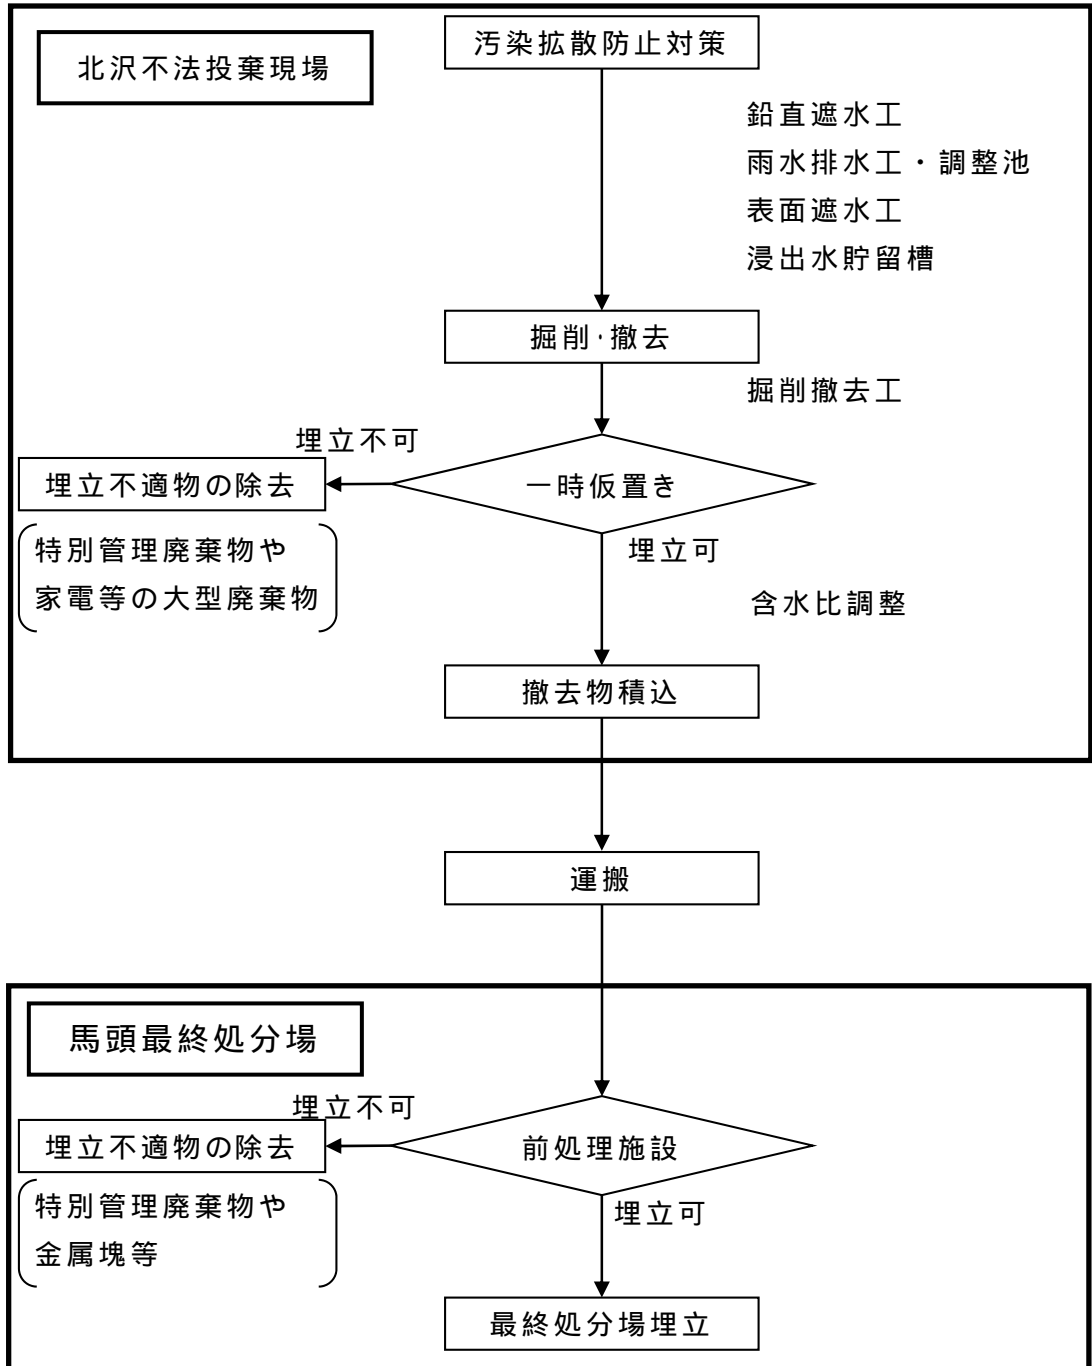 北沢不法投棄現場
汚染拡散防止対策
鉛直遮水工
雨水排水工・調整池
表面遮水工
浸出水貯留槽
掘削・撤去
掘削撤去工
埋立不可
埋立不適物の除去
一時仮置き
特別管理廃棄物や
家電等の大型廃棄物
埋立可
含水比調整
撤去物積込
運搬
馬頭最終処分場
埋立不可
埋立不適物の除去
前処理施設
特別管理廃棄物や
金属塊等
埋立可
最終処分場埋立